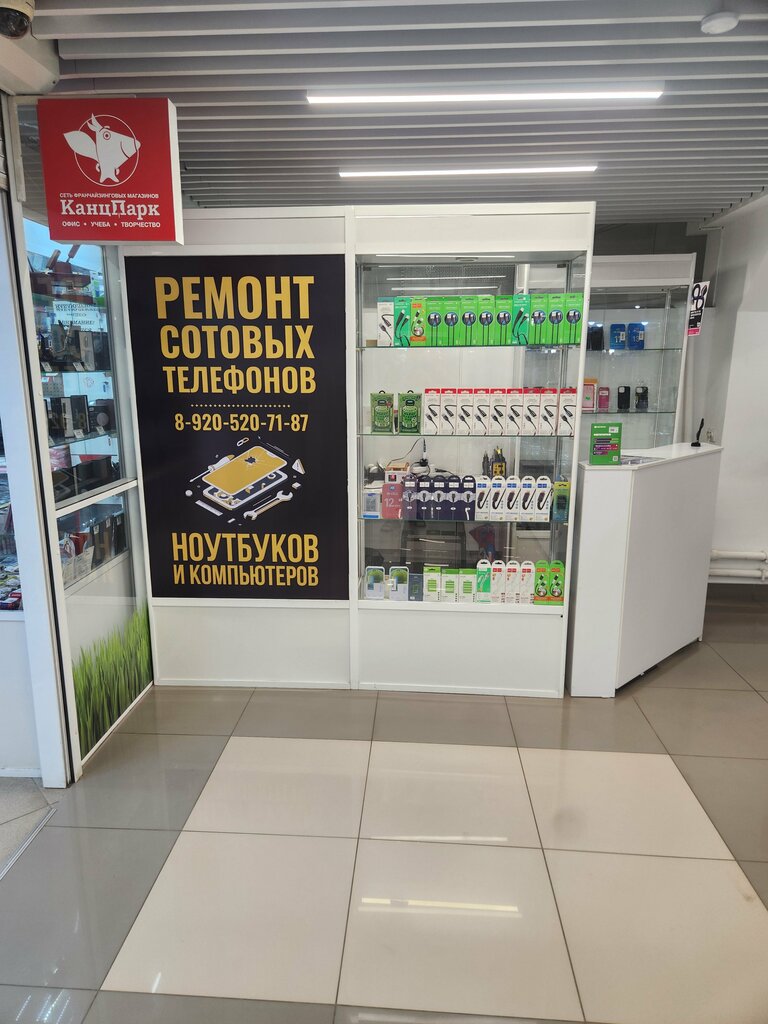 СЕТЬ ФРАНЧАЙЗИНГОВЫХ МАГАЗИНОВ
КанцПарк
ОФИС • УЧЕБА • ТВОРЧЕСТВО
РЕМОНТ
СОТОВЫХ
ТЕЛЕФОНОВ
8-920-520-71-87
НОУТБУКОВ
И КОМПЬЮТЕРОВ